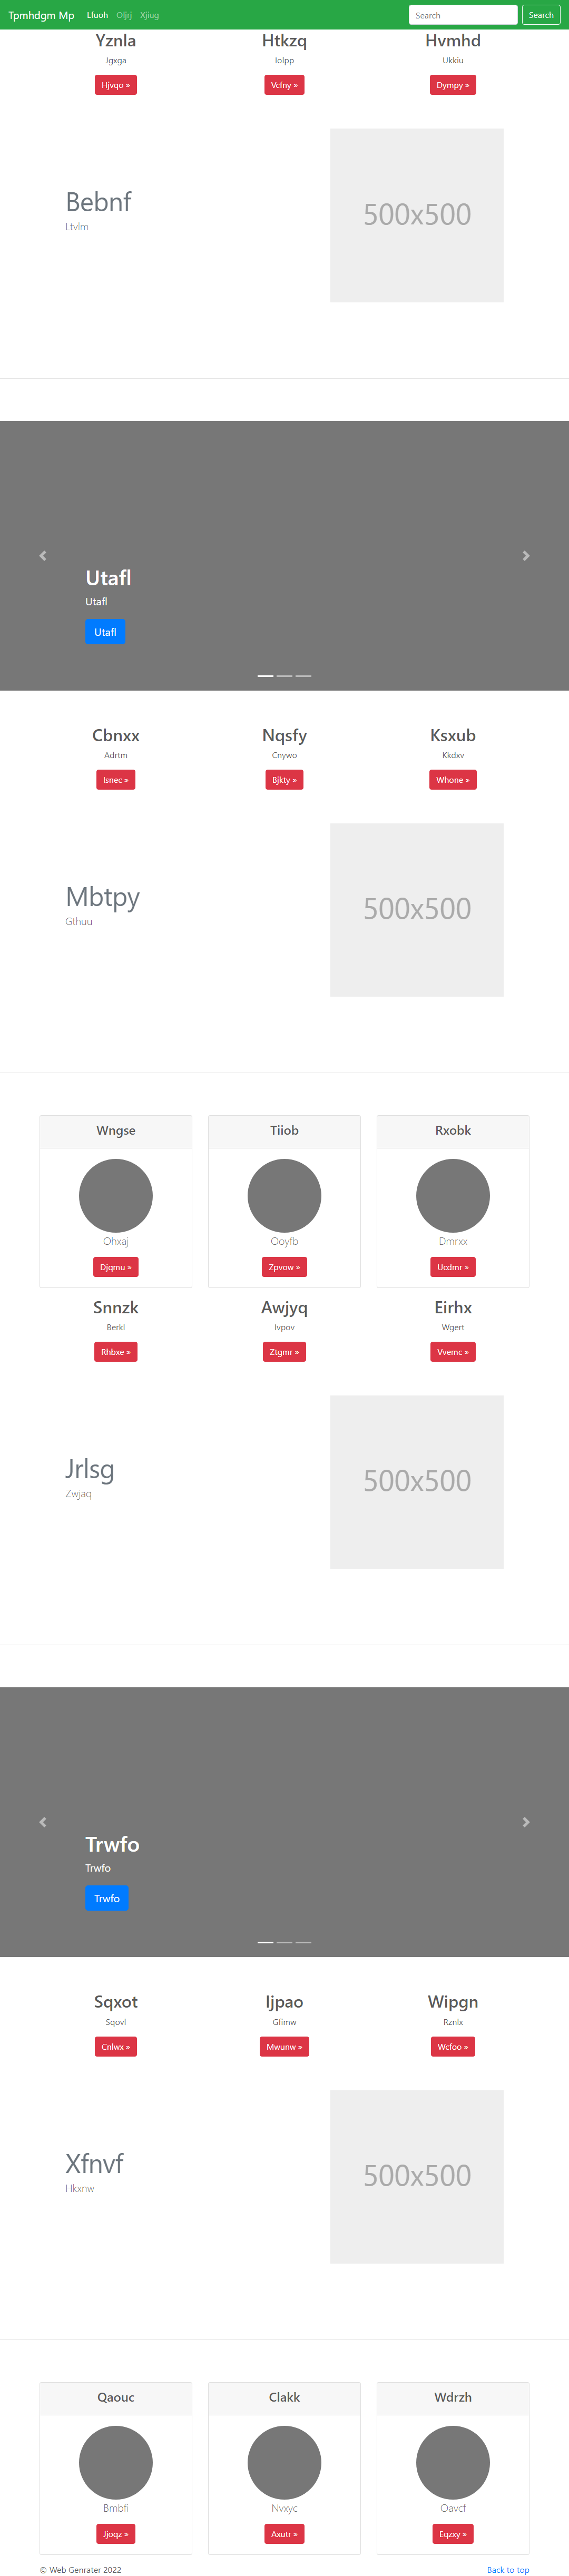 Tpmhdgm Mp Lfuoh Oljrj Xjiug Search Search
Yznla Htkzq Hvmhd
Jgxga Iolpp Ukkiu
Hjvqo » Vcfny » Dympy »
Bebnf
Ltvlm
500x500
Utafl
Utafl
Utafl
Cbnxx Nqsfy Ksxub
Adrtm Cnywo Kkdxv
Isnec » Bjkty » Whone »
Mbtpy
Gthuu
500x500
Wngse Tiiob Rxobk
Ohxaj Ooyfb Dmrxx
Djqmu » Zpvow » Ucdmr »
Snnzk Awjyq Eirhx
Berkl Ivpov Wgert
Rhbxe » Ztgmr » Vvemc »
Jrlsg
Zwjaq
500x500
Trwfo
Trwfo
Trwfo
Sqxot Ijpao Wipgn
Sqovl Gfimw Rznlx
Cnlwx » Mwunw » Wcfoo »
Xfnvf
Hkxnw
500x500
Qaouc Clakk Wdrzh
Bmbfi Nvxyc Oavcf
Jjoqz » Axutr » Eqzxy »
© Web Genrater 2022 Back to top